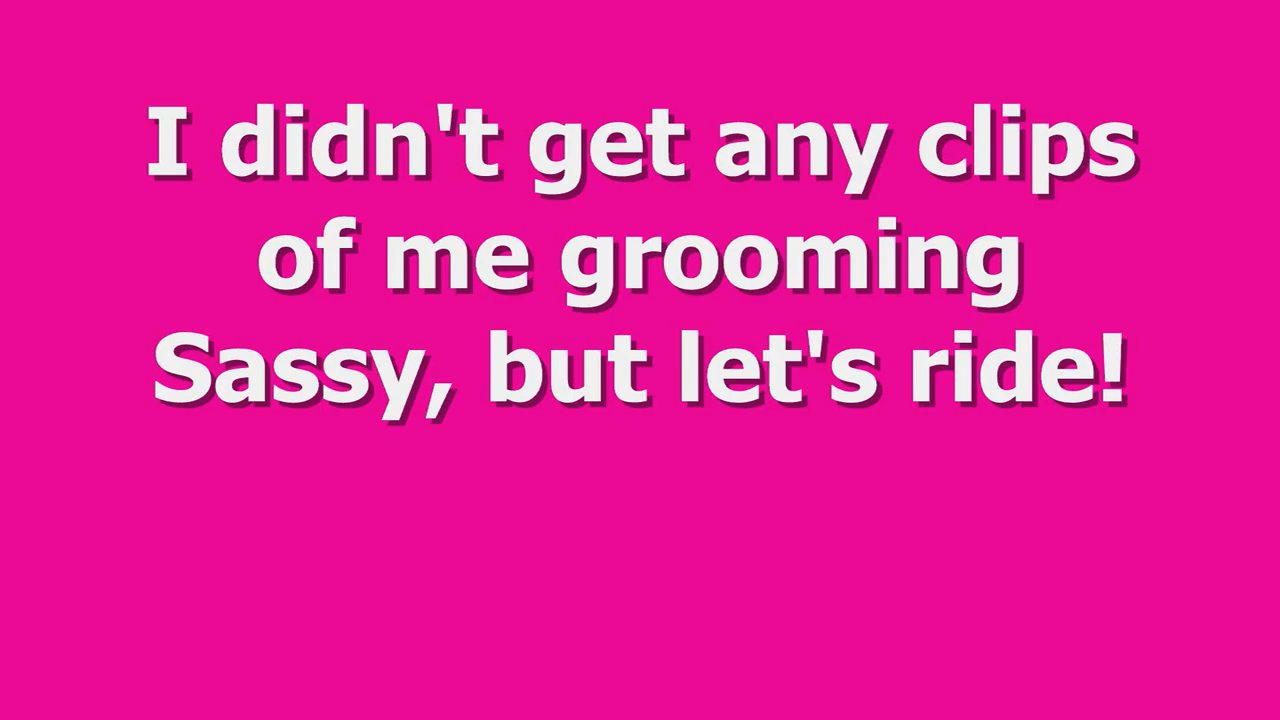 I didn't get any clips
of me grooming
Sassy, but let's ride!